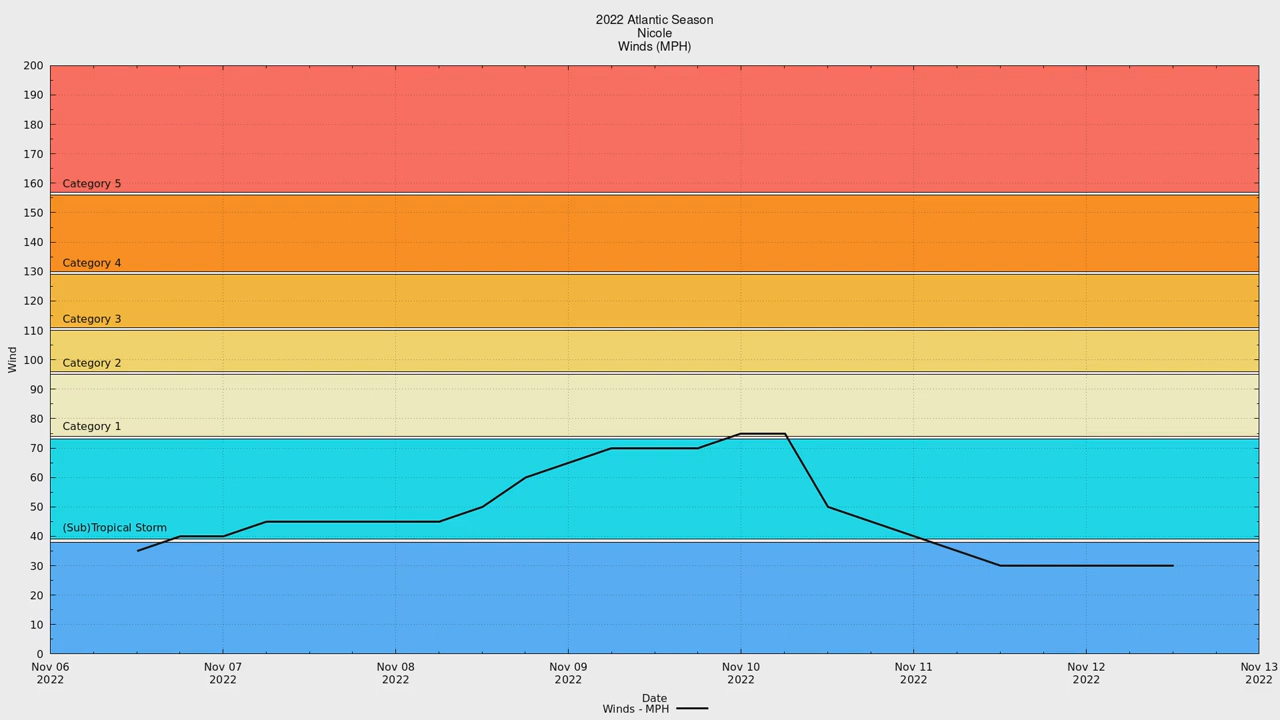 2022 Atlantic Season
Nicole
Winds (MPH)
200
190
180
170
160
150
140
130
120
110
100
90
80
70
60
50
40
30
20
10
0
Wind
Category 5
Category 4
Category 3
Category 2
Category 1
(Sub)Tropical Storm
Nov 06 Nov 07 Nov 08 Nov 09 Nov 10 Nov 11 Nov 12 Nov 13
2022 2022 2022 2022 2022 2022 2022 2022
Date
Winds - MPH